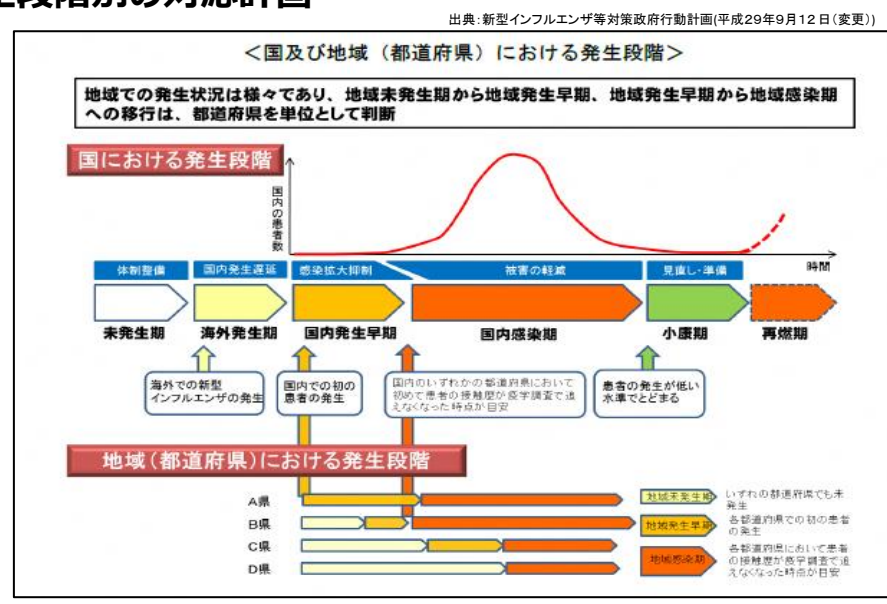 段階別の対応計画
出典:新型インフルエンザ等対策政府行動計画(平成29年9月12日(変更))
＜国及び地域（都道府県）における発生段階＞
地域での発生状況は様々であり、地域未発生期から地域発生早期、地域発生早期から地域感染期
への移行は、都道府県を単位として判断
国における発生段階
国内の患者数
時間
体制整備
国内発生遅延
感染拡大抑制
被害の軽減
見直し・準備
未発生期
海外発生期
国内発生早期
国内感染期
小康期
再燃期
海外での新型
インフルエンザの発生
国内での初の
患者の発生
国内のいずれかの都道府県において
初めて患者の接触歴が疫学調査で追
えなくなった時点が目安
患者の発生が低い
水準でとどまる
地域(都道府県)における発生段階
A県
B県
C県
D県
地域未発生期
いずれの都道府県でも未
発生
地域発生早期
各都道府県での初の患者
の発生
地域感染期
各都道府県において患者
の接触歴が疫学調査で追
えなくなった時点が目安